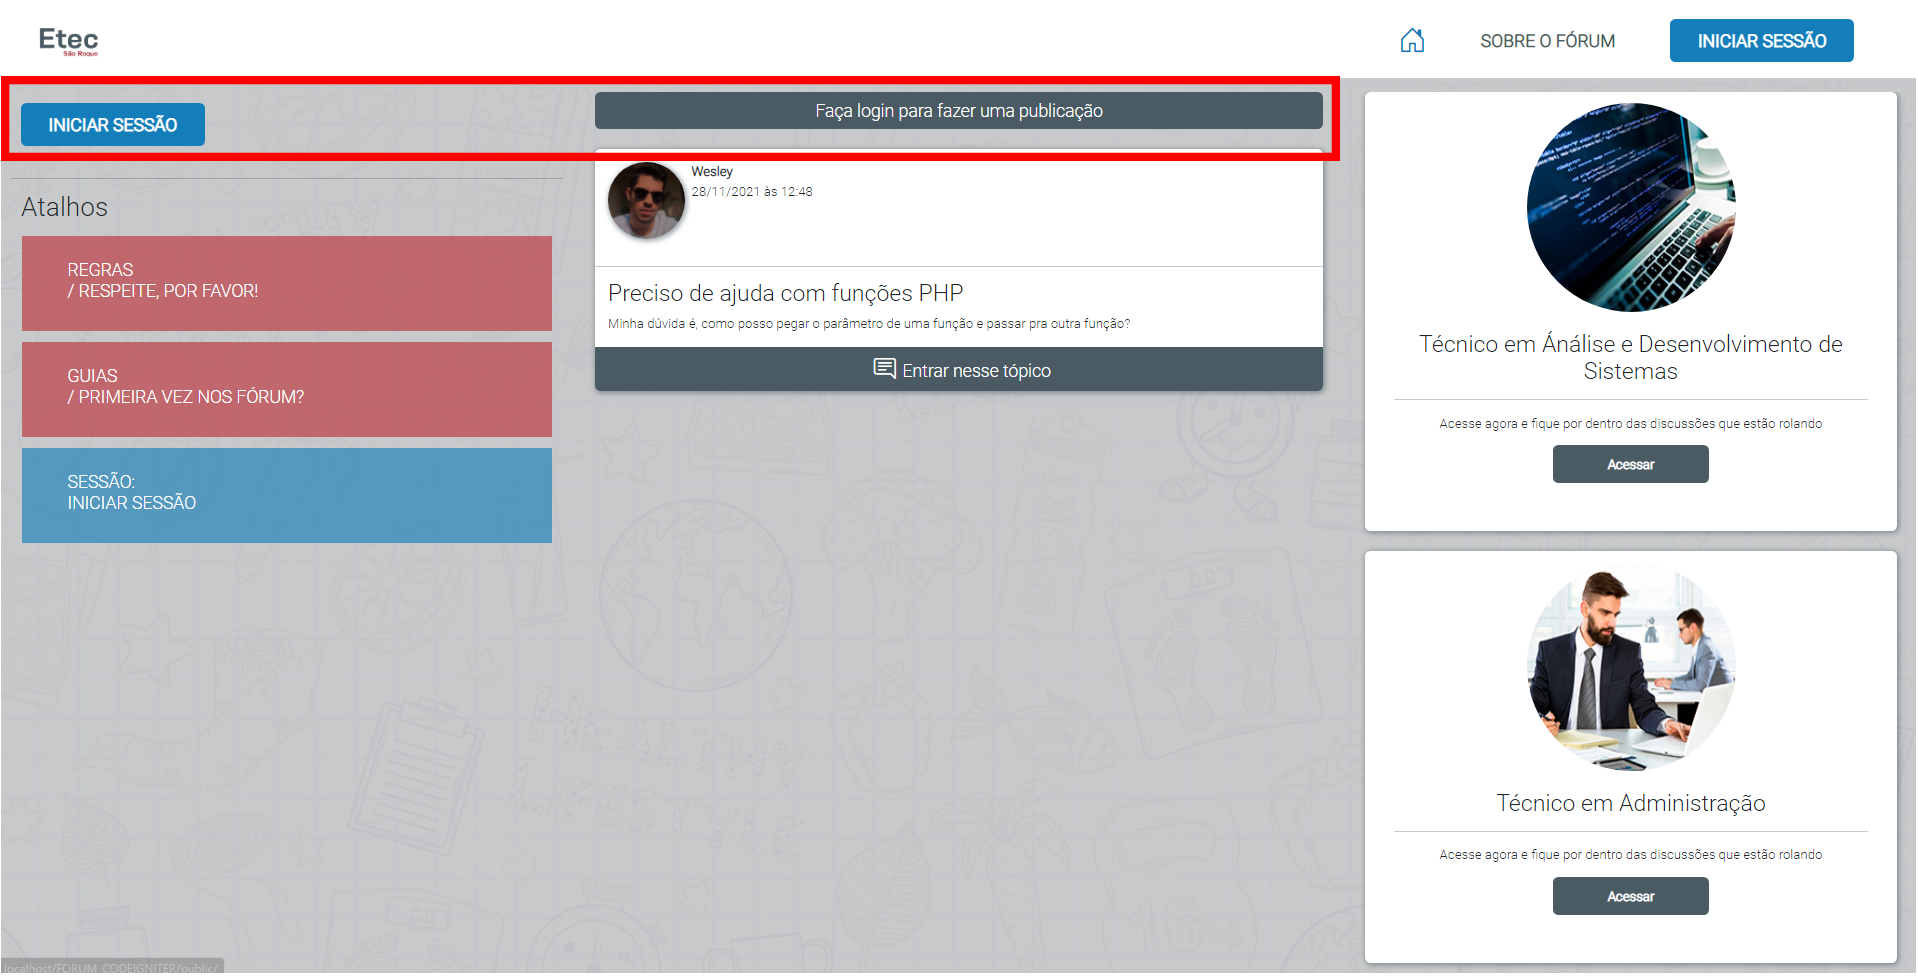 Etec
São Roque
SOBRE O FÓRUM
INICIAR SESSÃO
INICIAR SESSÃO
Faça login para fazer uma publicação
Atalhos
REGRAS
/ RESPEITE, POR FAVOR!
GUIAS
/ PRIMEIRA VEZ NOS FÓRUM?
SESSÃO:
INICIAR SESSÃO
Wesley
28/11/2021 às 12:48
Preciso de ajuda com funções PHP
Minha dúvida é, como posso pegar o parâmetro de uma função e passar pra outra função?
Entrar nesse tópico
Técnico em Ánálise e Desenvolvimento de
Sistemas
Acesse agora e fique por dentro das discussões que estão rolando
Acessar
Técnico em Administração
Acesse agora e fique por dentro das discussões que estão rolando
Acessar
HEALTHY
LIFESTYLE
localhost/FORUM_CODEIGNITER/public/